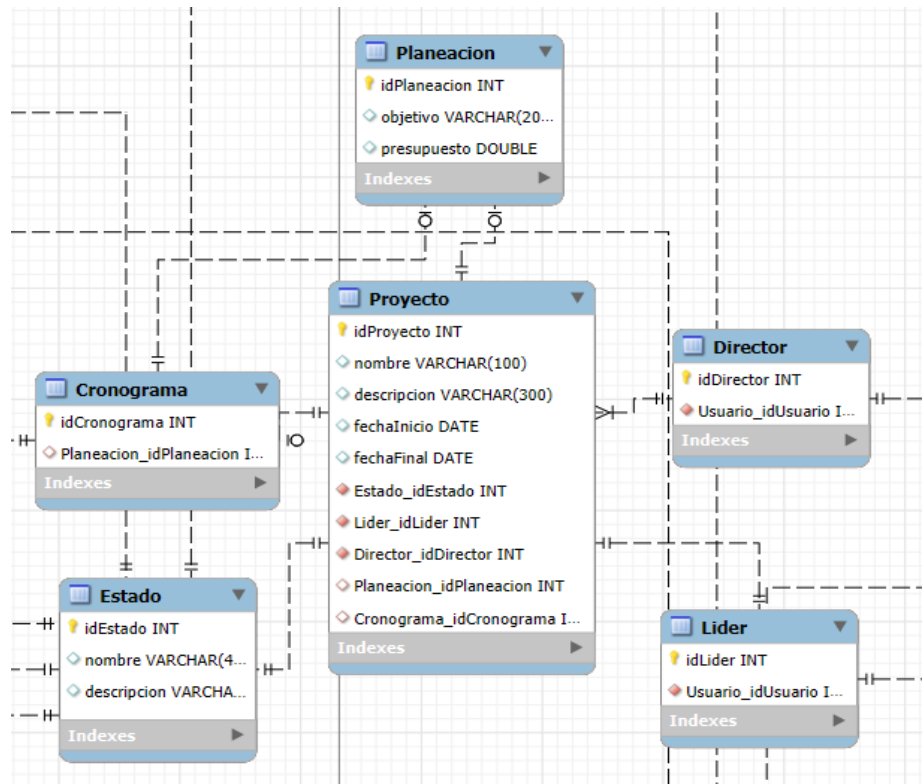 Planeacion
idPlaneacion INT
objetivo VARCHAR(20...
presupuesto DOUBLE
Indexes
Proyecto
idProyecto INT
nombre VARCHAR(100)
descripcion VARCHAR(300)
fechaInicio DATE
fechaFinal DATE
Estado_idEstado INT
Lider_idLider INT
Director_idDirector INT
Planeacion_idPlaneacion INT
Cronograma_idCronograma I...
Indexes
Director
idDirector INT
Usuario_idUsuario I...
Indexes
Cronograma
idCronograma INT
Planeacion_idPlaneacion I...
Indexes
Estado
idEstado INT
nombre VARCHAR(4...
descripcion VARCHA...
Indexes
Lider
idLider INT
Usuario_idUsuario I...
Indexes